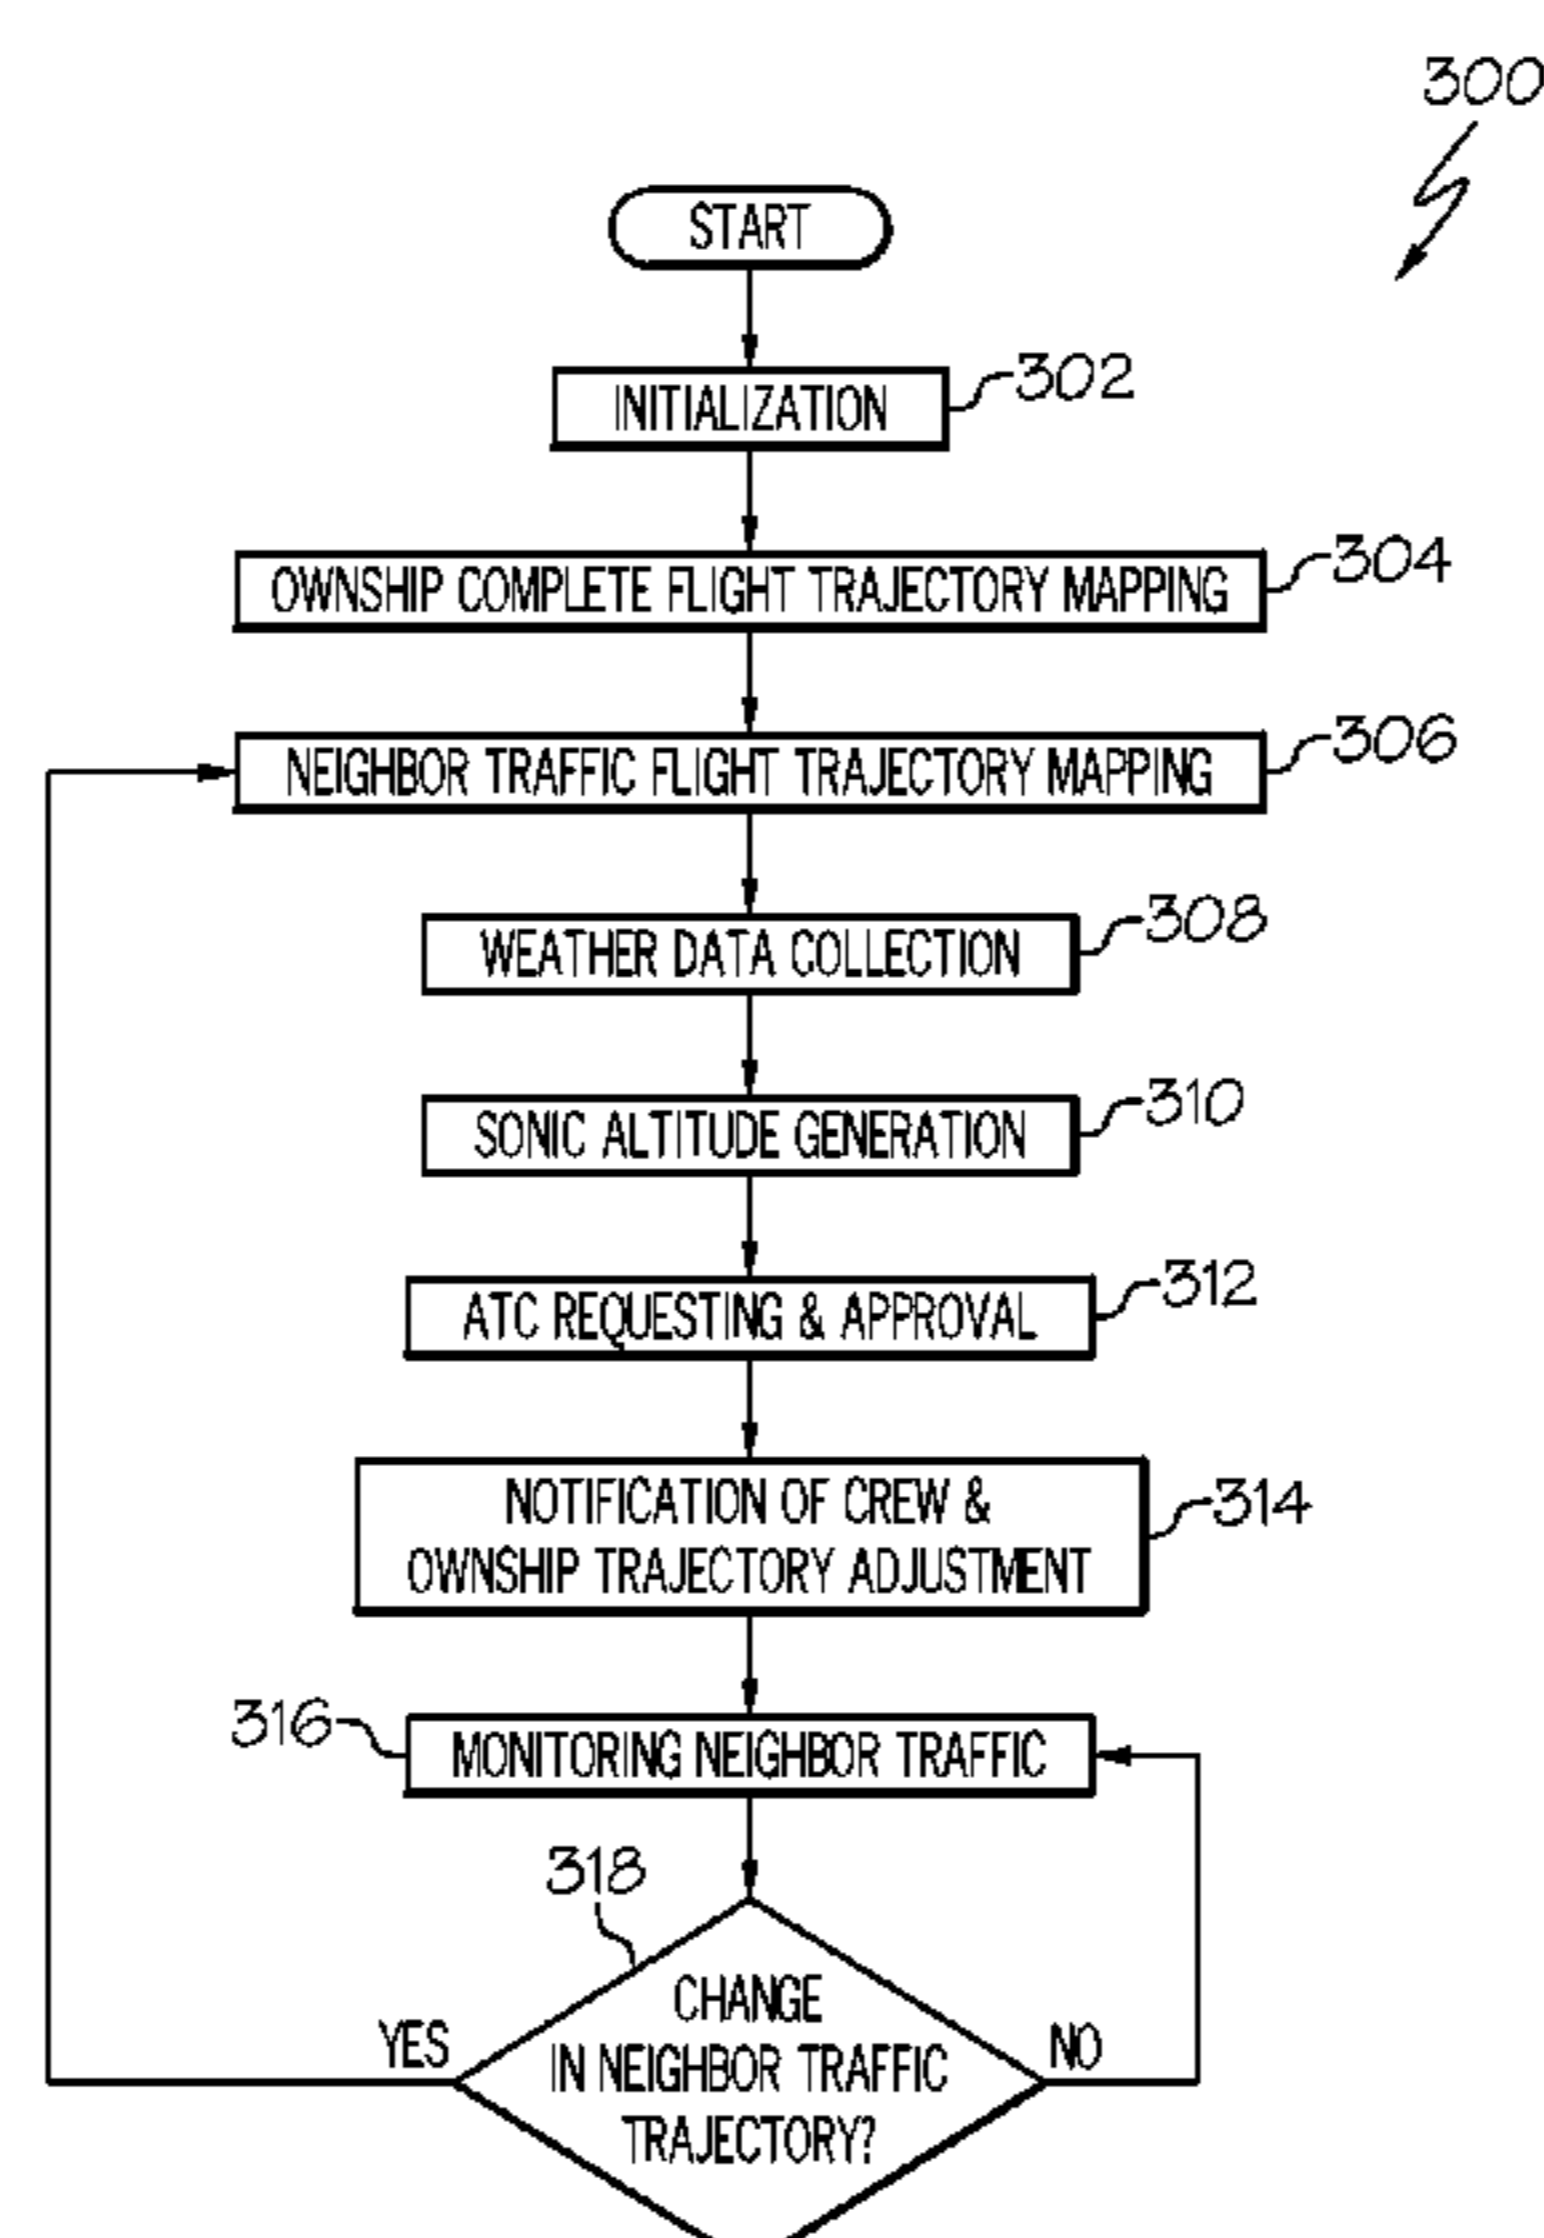 300
START
INITIALIZATION
302
OWNSHIP COMPLETE FLIGHT TRAJECTORY MAPPING
304
NEIGHBOR TRAFFIC FLIGHT TRAJECTORY MAPPING
306
WEATHER DATA COLLECTION
308
SONIC ALTITUDE GENERATION
310
ATC REQUESTING & APPROVAL
312
NOTIFICATION OF CREW &
OWNSHIP TRAJECTORY ADJUSTMENT
314
316
MONITORING NEIGHBOR TRAFFIC
318
CHANGE
IN NEIGHBOR TRAFFIC
TRAJECTORY?
YES
NO